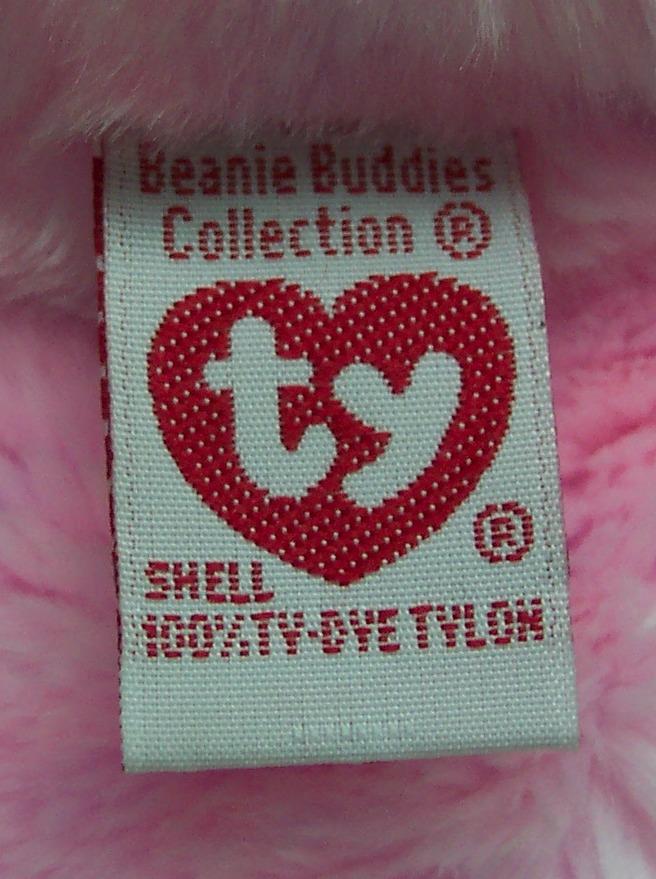 Beanie Buddies
Collection ®
ty
®
SHELL
100% TY-DYE TYLON